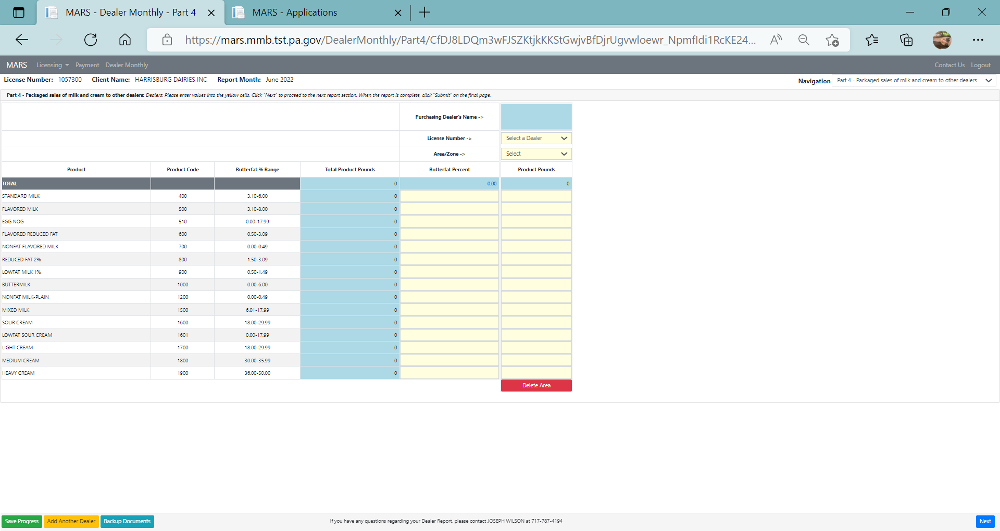 MARS - Dealer Monthly - Part 4
MARS - Applications
https://mars.mmb.tst.pa.gov/DealerMonthly/Part4/CfDJ8LDQm3wFJSZKtjkKKStGwjvBfDjrUgvwloewr_NpmfIdi1RcKE24...
MARS Licensing Payment Dealer Monthly Contact Us Logout
License Number: 1057300 Client Name: HARRISBURG DAIRIES INC Report Month: June 2022
Navigation Part 4 - Packaged sales of milk and cream to other dealers
Part 4 - Packaged sales of milk and cream to other dealers: Dealers: Please enter values into the yellow cells. Click "Next" to proceed to the next report section. When the report is complete, click "Submit" on the final page.
Purchasing Dealer's Name ->
License Number -> Select a Dealer
Area/Zone -> Select
Product Product Code Butterfat % Range Total Product Pounds Butterfat Percent Product Pounds
TOTAL 0 0.00 0
STANDARD MILK 400 3.10-6.00 0
FLAVORED MILK 500 3.10-8.00 0
EGG NOG 510 0.00-17.99 0
FLAVORED REDUCED FAT 600 0.50-3.09 0
NONFAT FLAVORED MILK 700 0.00-0.49 0
REDUCED FAT 2% 800 1.50-3.09 0
LOWFAT MILK 1% 900 0.50-1.49 0
BUTTERMILK 1000 0.00-6.00 0
NONFAT MILK-PLAIN 1200 0.00-0.49 0
MIXED MILK 1500 6.01-17.99 0
SOUR CREAM 1600 18.00-29.99 0
LOWFAT SOUR CREAM 1601 0.00-17.99 0
LIGHT CREAM 1700 18.00-29.99 0
MEDIUM CREAM 1800 30.00-35.99 0
HEAVY CREAM 1900 36.00-50.00 0
Delete Area
Save Progress Add Another Dealer Backup Documents If you have any questions regarding your Dealer Report, please contact JOSEPH WILSON at 717-787-4194 Next